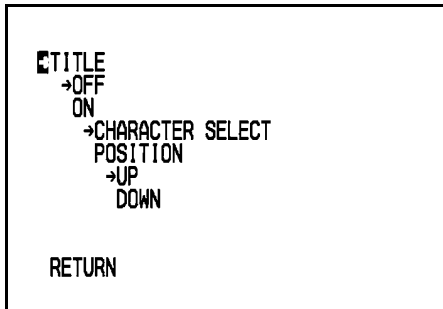 TITLE
→OFF
ON
→CHARACTER SELECT
POSITION
→UP
DOWN
RETURN